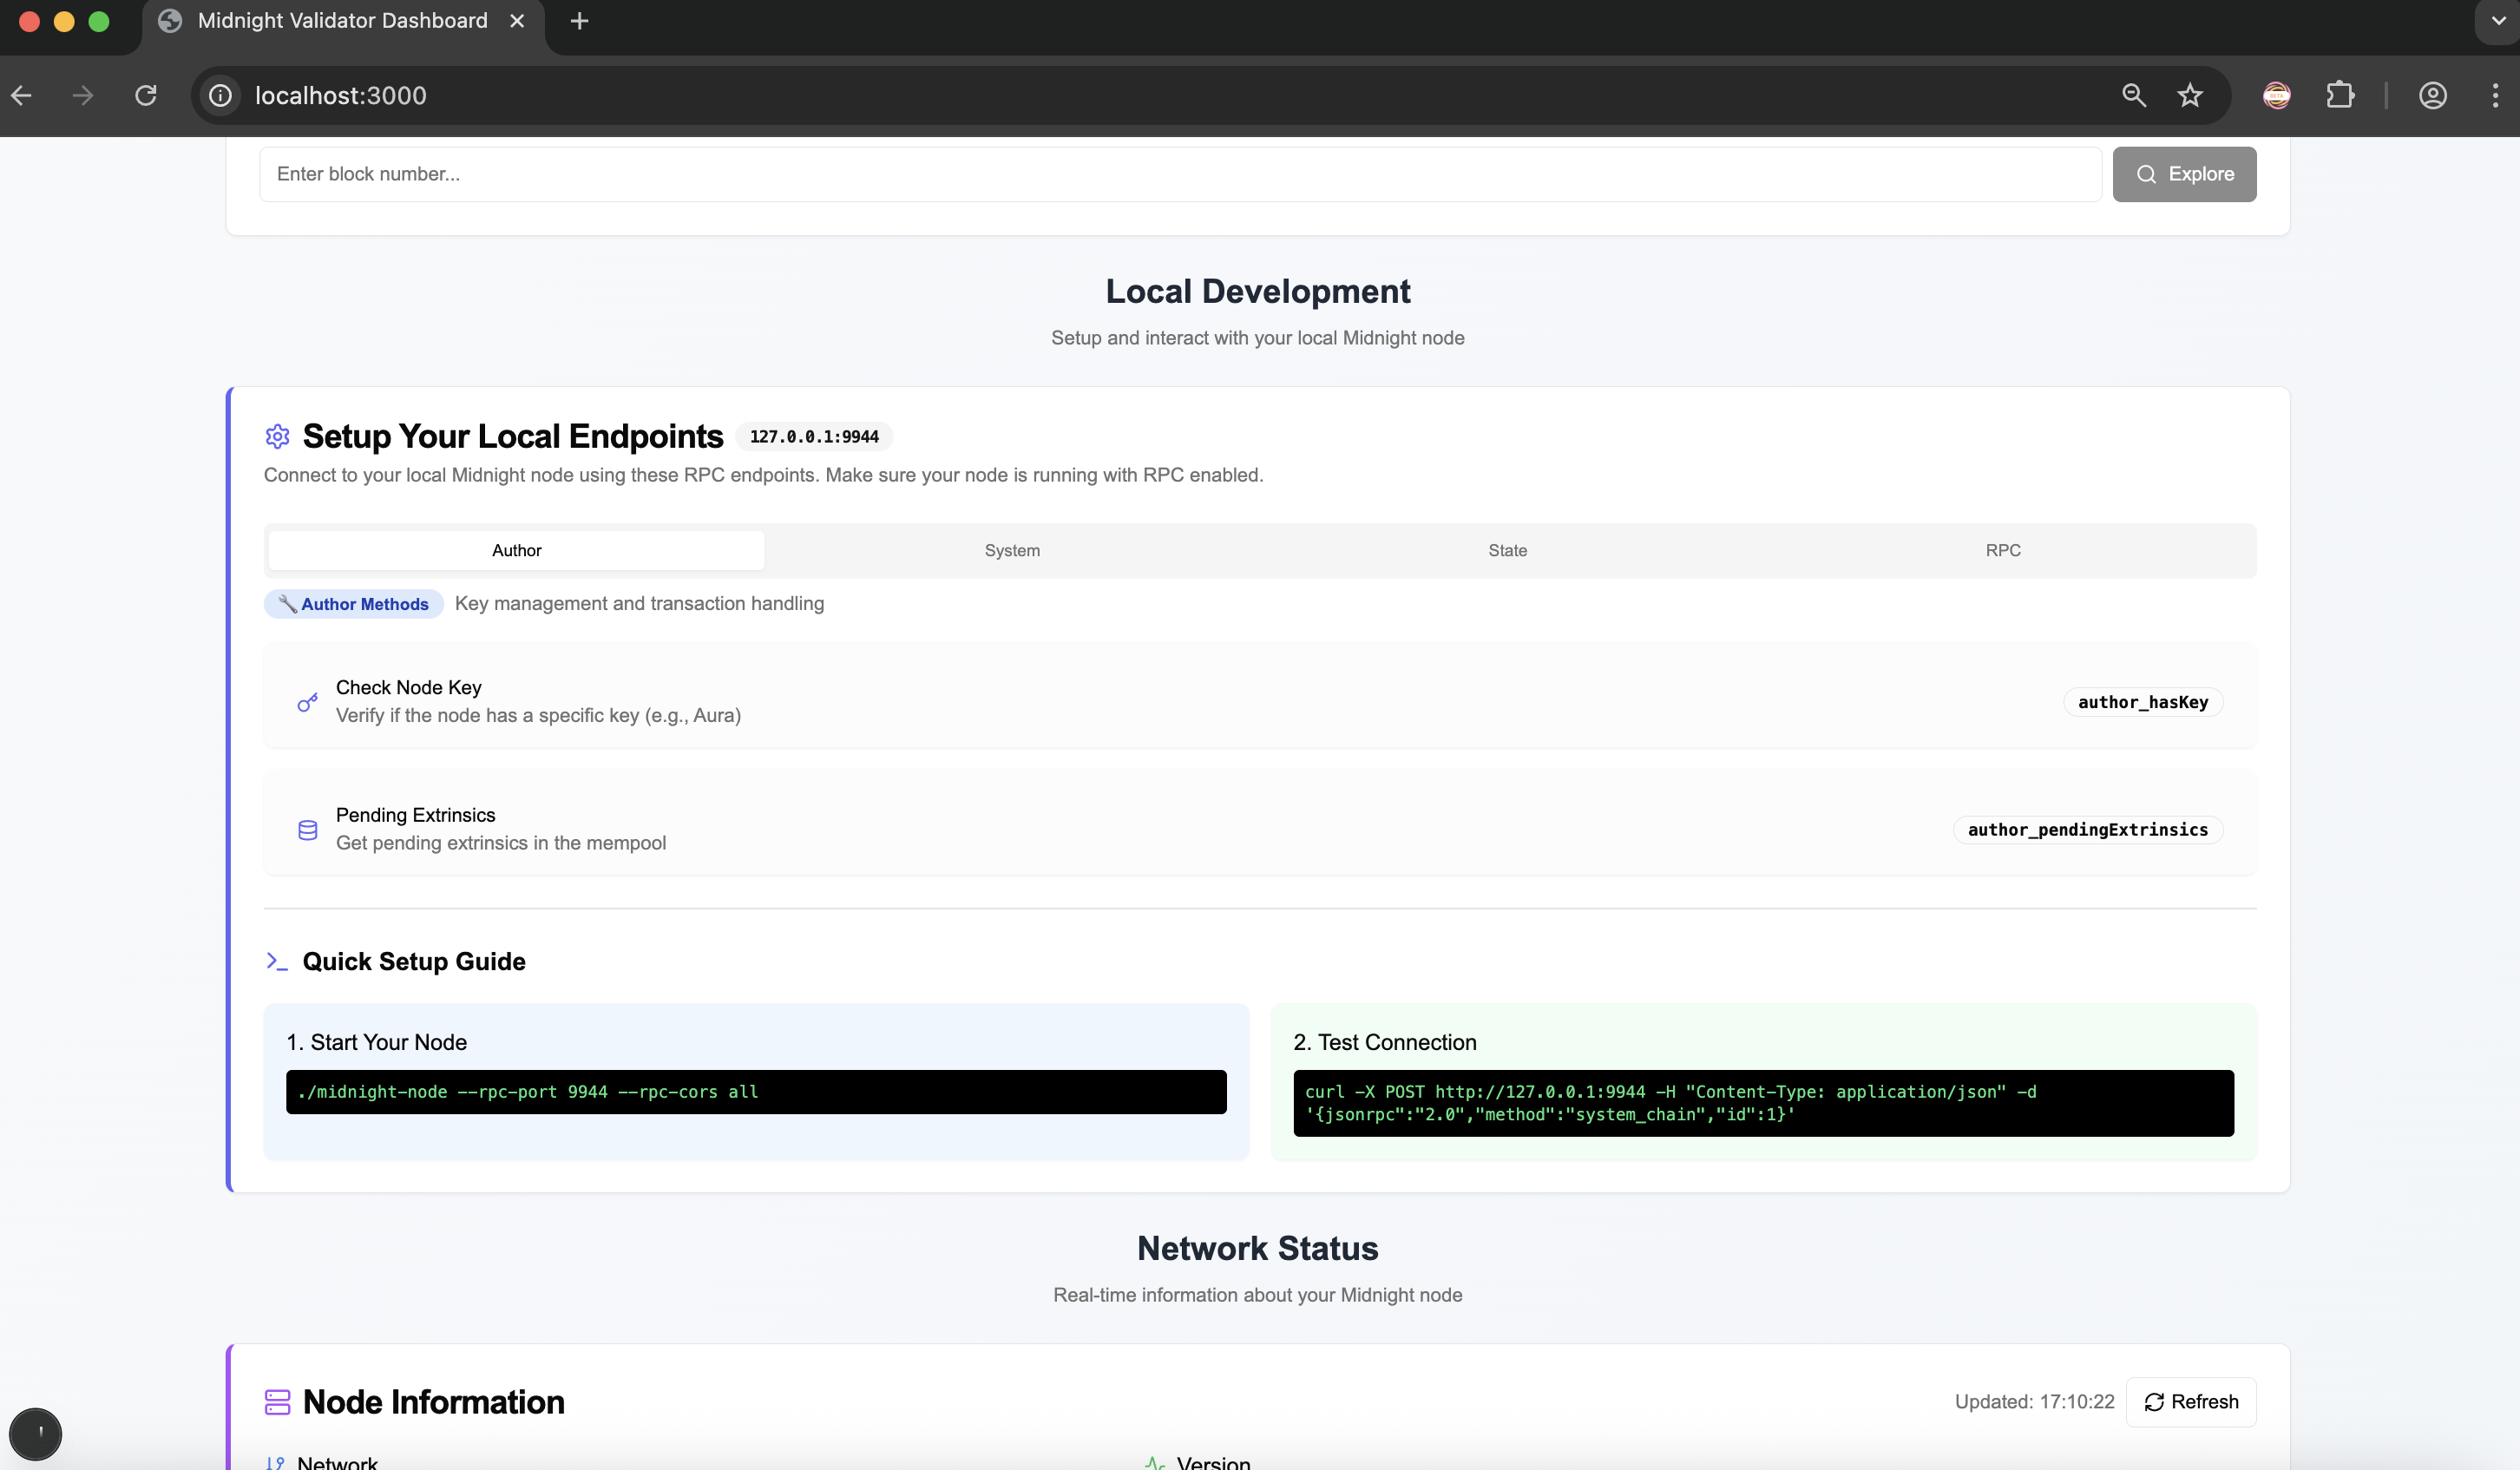 Midnight Validator Dashboard
localhost:3000
Enter block number...
Explore
Local Development
Setup and interact with your local Midnight node
Setup Your Local Endpoints
127.0.0.1:9944
Connect to your local Midnight node using these RPC endpoints. Make sure your node is running with RPC enabled.
Author
System
State
RPC
Author Methods
Key management and transaction handling
Check Node Key
Verify if the node has a specific key (e.g., Aura)
author_hasKey
Pending Extrinsics
Get pending extrinsics in the mempool
author_pendingExtrinsics
Quick Setup Guide
1. Start Your Node
./midnight-node --rpc-port 9944 --rpc-cors all
2. Test Connection
curl -X POST http://127.0.0.1:9944 -H "Content-Type: application/json" -d
'{jsonrpc":"2.0","method":"system_chain","id":1}'
Network Status
Real-time information about your Midnight node
Node Information
Updated: 17:10:22
Refresh
Network
Version